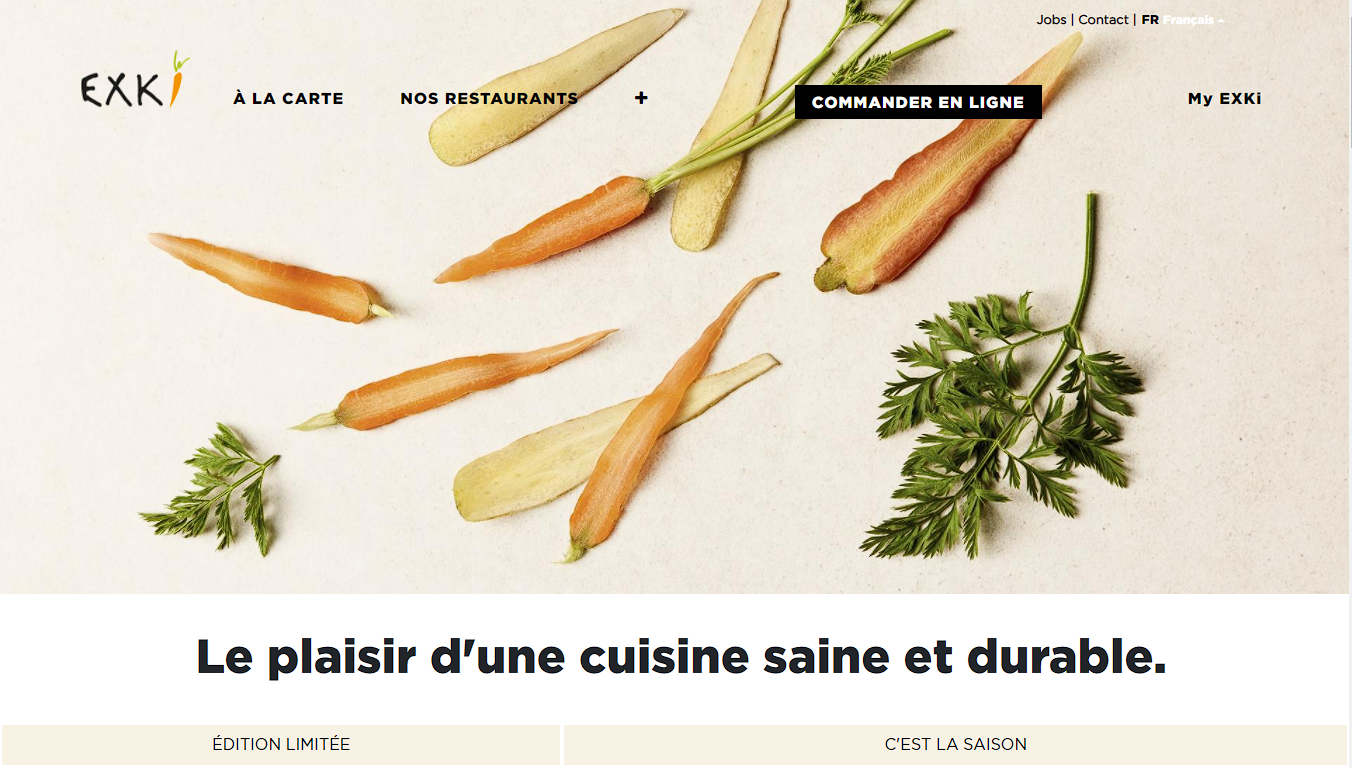 Jobs | Contact | FR Français
EXKi
À LA CARTE
NOS RESTAURANTS
+
COMMANDER EN LIGNE
My EXKi
Le plaisir d'une cuisine saine et durable.
ÉDITION LIMITÉE
C'EST LA SAISON